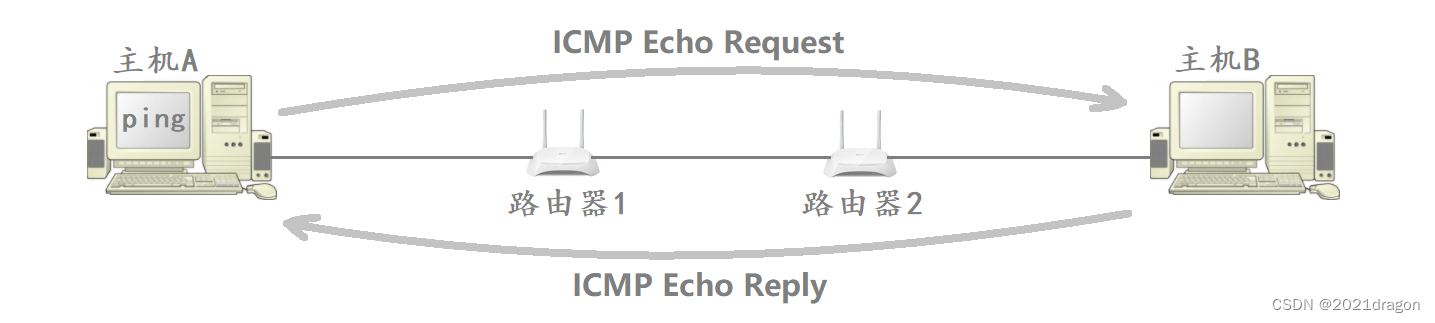 ICMP Echo Request
主机A
主机B
ping
路由器1
路由器2
ICMP Echo Reply
CSDN @2021dragon